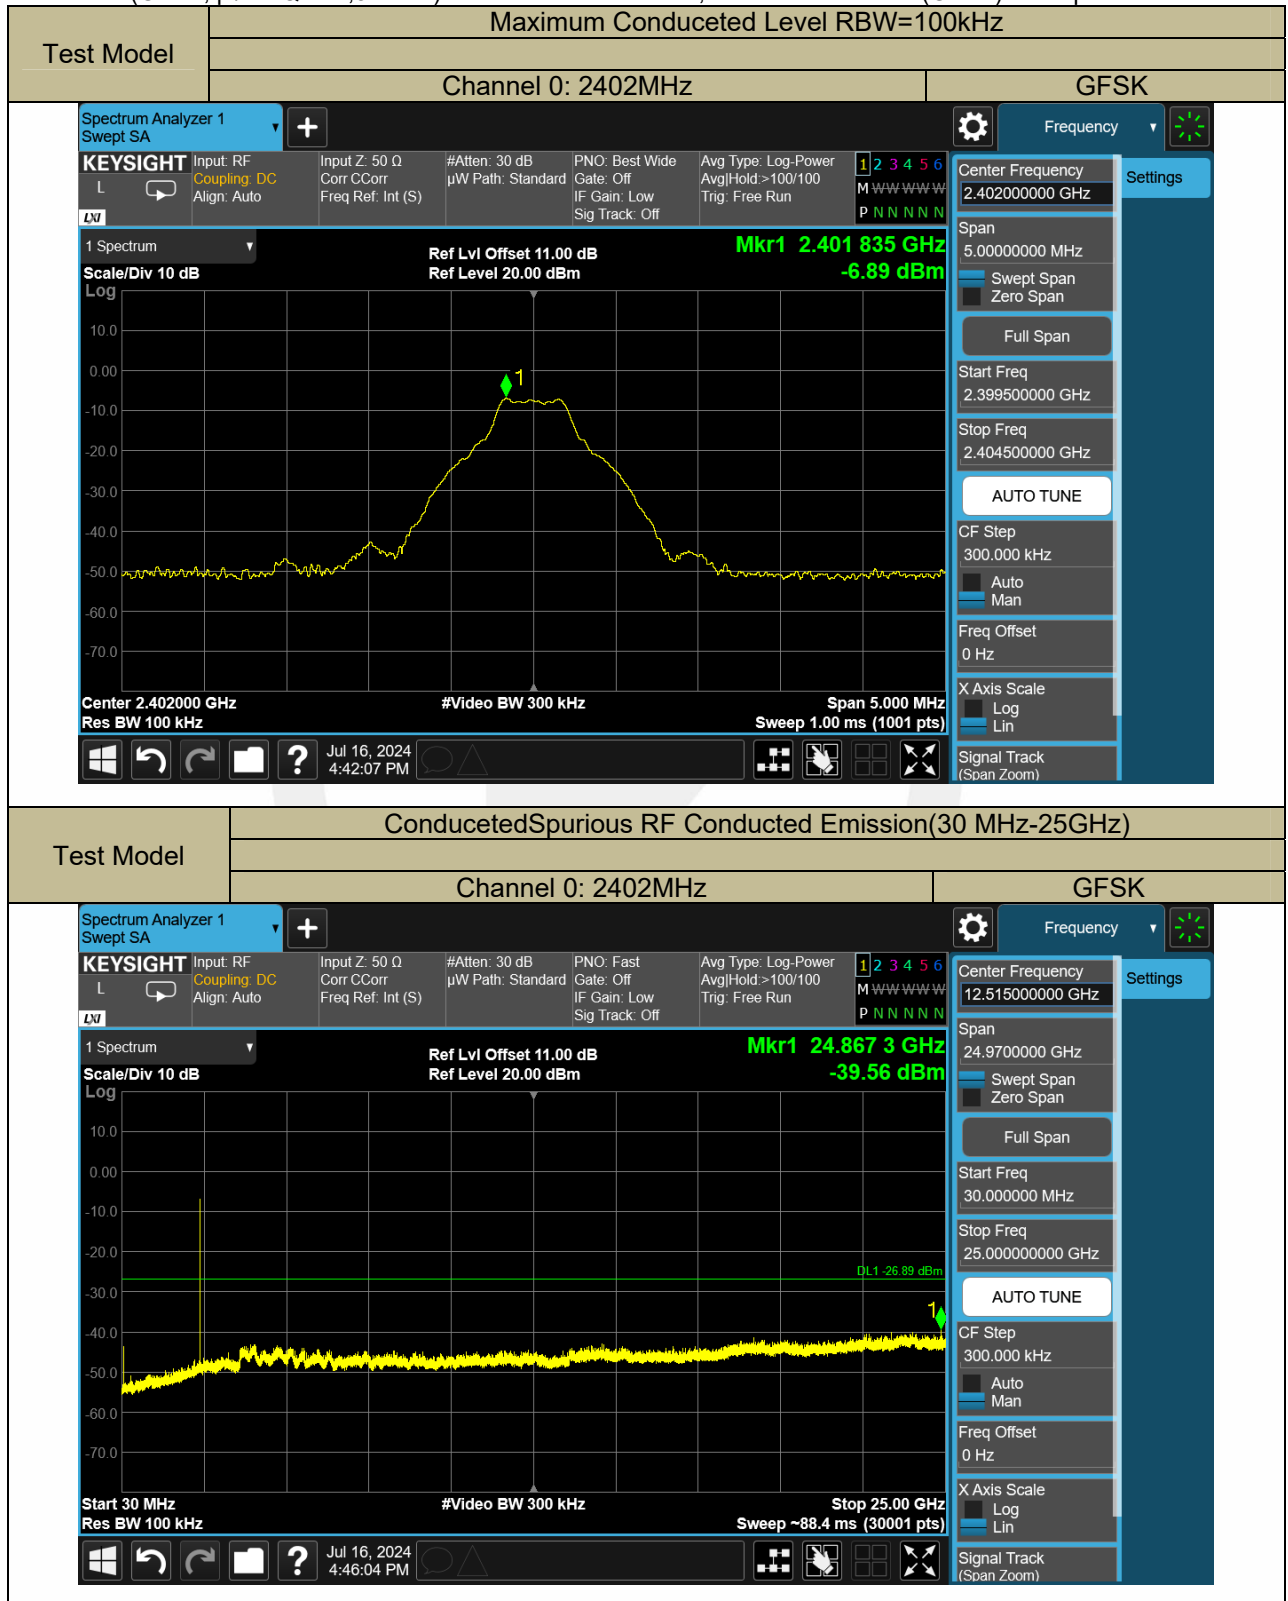 Maximum Conduceted Level RBW=100kHz
Test Model
Channel 0: 2402MHz GFSK
Spectrum Analyzer 1
Swept SA
Frequency
KEYSIGHT
L
LXI
Input: RF
Coupling: DC
Align: Auto
Input Z: 50 Ω
Corr CCorr
Freq Ref: Int (S)
#Atten: 30 dB
µW Path: Standard
PNO: Best Wide
Gate: Off
IF Gain: Low
Sig Track: Off
Avg Type: Log-Power
Avg|Hold:>100/100
Trig: Free Run
1 2 3 4 5 6
M W W W W W
P N N N N N
1 Spectrum
Scale/Div 10 dB
Log
Ref Lvl Offset 11.00 dB
Ref Level 20.00 dBm
Mkr1 2.401 835 GHz
-6.89 dBm
10.0
0.00
-10.0
-20.0
-30.0
-40.0
-50.0
-60.0
-70.0
1
Center 2.402000 GHz
Res BW 100 kHz
#Video BW 300 kHz
Span 5.000 MHz
Sweep 1.00 ms (1001 pts)
Jul 16, 2024
4:42:07 PM
Center Frequency
2.402000000 GHz
Settings
Span
5.00000000 MHz
Swept Span
Zero Span
Full Span
Start Freq
2.399500000 GHz
Stop Freq
2.404500000 GHz
AUTO TUNE
CF Step
300.000 kHz
Auto
Man
Freq Offset
0 Hz
X Axis Scale
Log
Lin
Signal Track
(Span Zoom)
ConducetedSpurious RF Conducted Emission(30 MHz-25GHz)
Test Model
Channel 0: 2402MHz GFSK
Spectrum Analyzer 1
Swept SA
Frequency
KEYSIGHT
L
LXI
Input: RF
Coupling: DC
Align: Auto
Input Z: 50 Ω
Corr CCorr
Freq Ref: Int (S)
#Atten: 30 dB
µW Path: Standard
PNO: Fast
Gate: Off
IF Gain: Low
Sig Track: Off
Avg Type: Log-Power
Avg|Hold:>100/100
Trig: Free Run
1 2 3 4 5 6
M W W W W W
P N N N N N
1 Spectrum
Scale/Div 10 dB
Log
Ref Lvl Offset 11.00 dB
Ref Level 20.00 dBm
Mkr1 24.867 3 GHz
-39.56 dBm
10.0
0.00
-10.0
-20.0
-30.0
-40.0
-50.0
-60.0
-70.0
DL1 -26.89 dBm
1
Start 30 MHz
Res BW 100 kHz
#Video BW 300 kHz
Stop 25.00 GHz
Sweep ~88.4 ms (30001 pts)
Jul 16, 2024
4:46:04 PM
Center Frequency
12.515000000 GHz
Settings
Span
24.9700000 GHz
Swept Span
Zero Span
Full Span
Start Freq
30.000000 MHz
Stop Freq
25.000000000 GHz
AUTO TUNE
CF Step
300.000 kHz
Auto
Man
Freq Offset
0 Hz
X Axis Scale
Log
Lin
Signal Track
(Span Zoom)